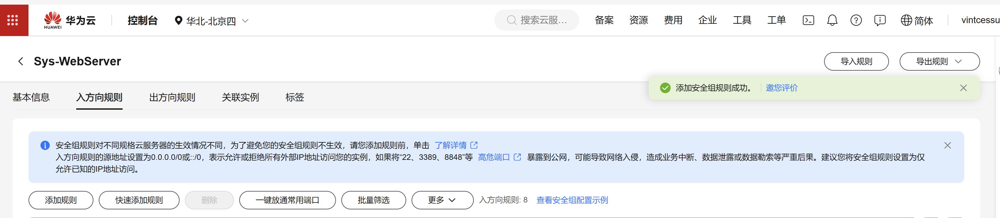 HUAWEI 华为云 控制台 华北-北京四 搜索云服... 备案 资源 费用 企业 工具 工单 简体 vintcessu
Sys-WebServer 导入规则 导出规则
添加安全组规则成功。 邀您评价
基本信息 入方向规则 出方向规则 关联实例 标签
安全组规则对不同规格云服务器的生效情况不同，为了避免您的安全组规则不生效，请您添加规则前，单击 了解详情
入方向规则的源地址设置为0.0.0.0/0或::/0，表示允许或拒绝所有外部IP地址访问您的实例，如果将“22、3389、8848”等 高危端口 暴露到公网，可能导致网络入侵，造成业务中断、数据泄露或数据勒索等严重后果。建议您将安全组规则设置为仅
允许已知的IP地址访问。
添加规则 快速添加规则 删除 一键放通常用端口 批量筛选 更多 入方向规则: 8 查看安全组配置示例